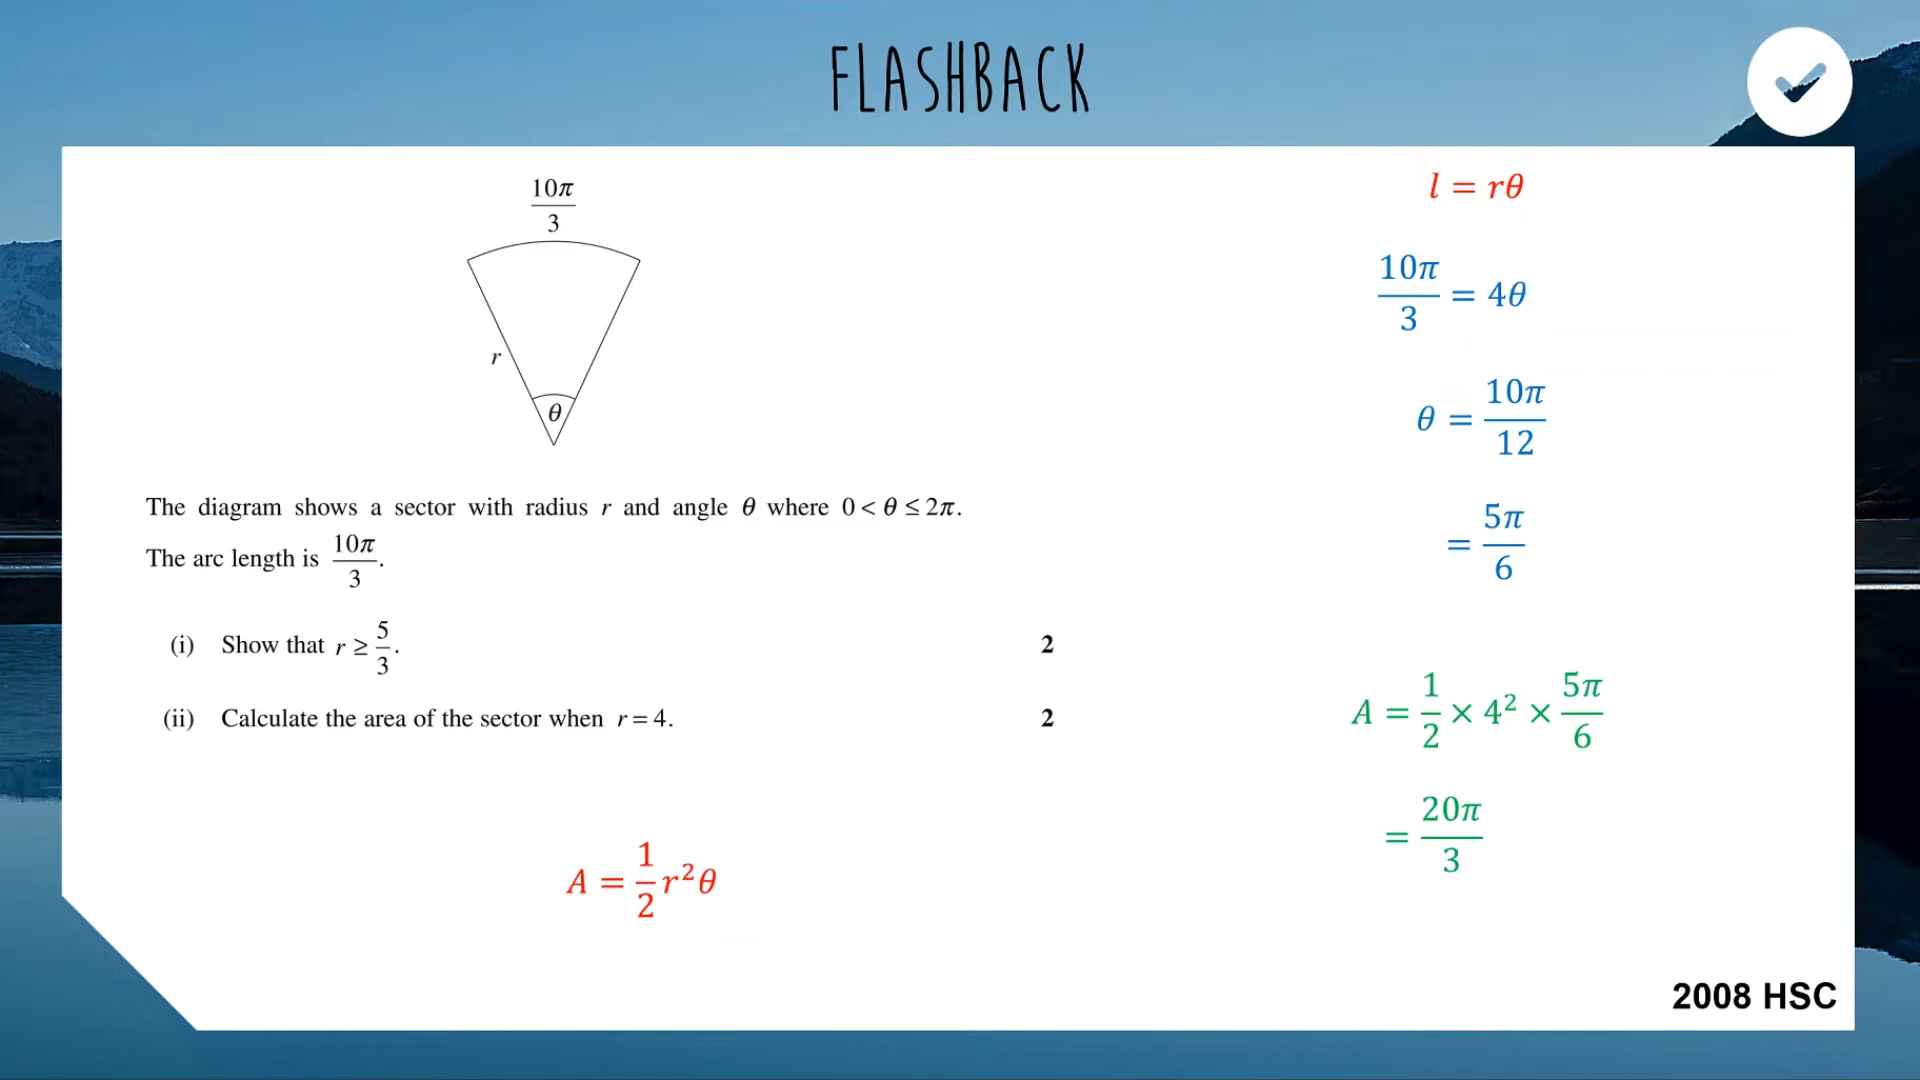 FLASHBACK
10π/3
r
θ
The diagram shows a sector with radius r and angle θ where 0 < θ ≤ 2π.
The arc length is 10π/3.
(i) Show that r ≥ 5/3. 2
(ii) Calculate the area of the sector when r = 4. 2
A = 1/2 r²θ
l = rθ
10π/3 = 4θ
θ = 10π/12
= 5π/6
A = 1/2 × 4² × 5π/6
= 20π/3
2008 HSC